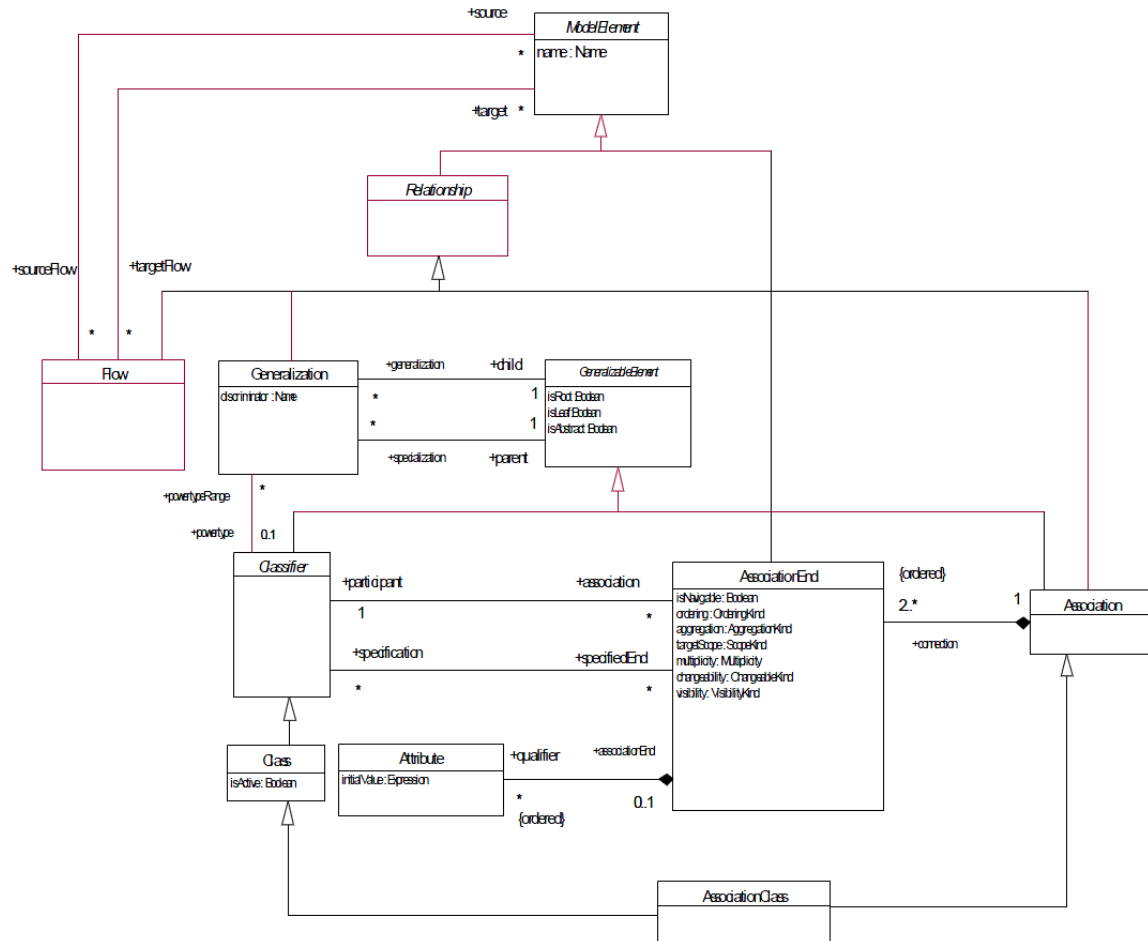 +source
ModelElement
*
name : Name
+target *
Relationship
+sourceFlow
+targetFlow
* *
Flow
Generalization
discriminator : Name
+generalization
+child
*
1
*
1
+specialization
+parent
GeneralizableElement
isRoot : Boolean
isLeaf : Boolean
isAbstract : Boolean
+powertypeRange
*
+powertype
0..1
Classifier
+participant
+association
1
*
+specification
+specifiedEnd
*
*
AssociationEnd
isNavigable : Boolean
ordering : OrderingKind
aggregation : AggregationKind
targetScope : ScopeKind
multiplicity : Multiplicity
changeability : ChangeableKind
visibility : VisibilityKind
{ordered}
2..*
1
+connection
Association
Class
isActive : Boolean
Attribute
initialValue : Expression
+qualifier
+associationEnd
*
0..1
{ordered}
AssociationClass